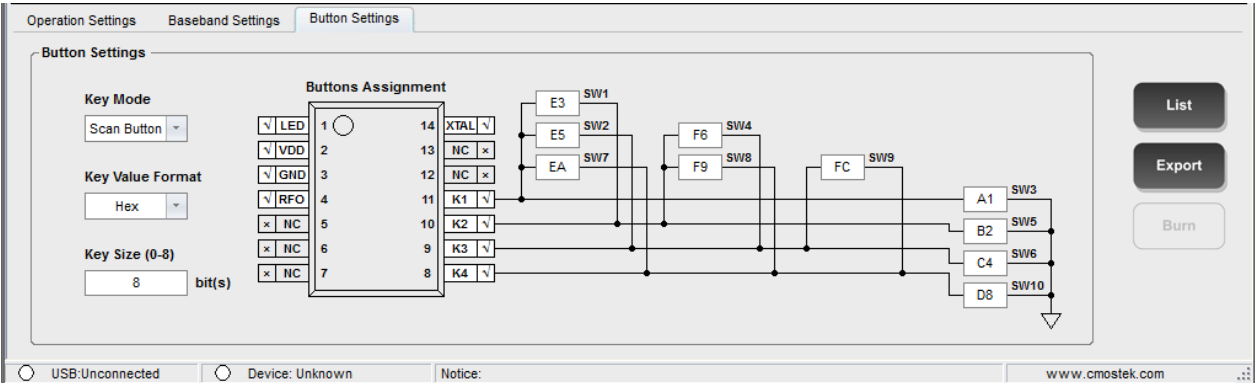 Operation Settings Baseband Settings Button Settings
Button Settings
Key Mode
Scan Button
Key Value Format
Hex
Key Size (0-8)
8 bit(s)
Buttons Assignment
√ LED 1 14 XTAL √
√ VDD 2 13 NC ×
√ GND 3 12 NC ×
√ RFO 4 11 K1 √
× NC 5 10 K2 √
× NC 6 9 K3 √
× NC 7 8 K4 √
E3 SW1
E5 SW2
EA SW7
F6 SW4
F9 SW8
FC SW9
A1 SW3
B2 SW5
C4 SW6
D8 SW10
List
Export
Burn
USB:Unconnected Device: Unknown Notice: www.cmostek.com